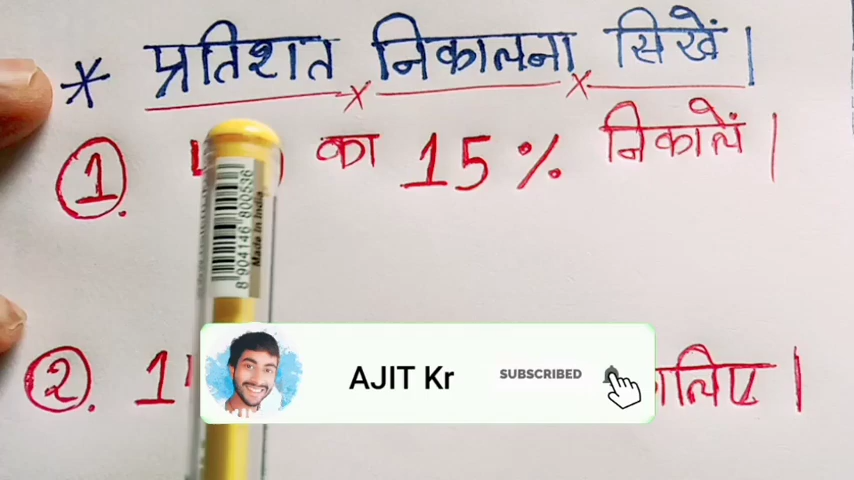 * प्रतिशत निकालना सिखें |
① का 15% निकालें |
8 904146 800536
Made in India
AJIT Kr SUBSCRIBED
②. 1